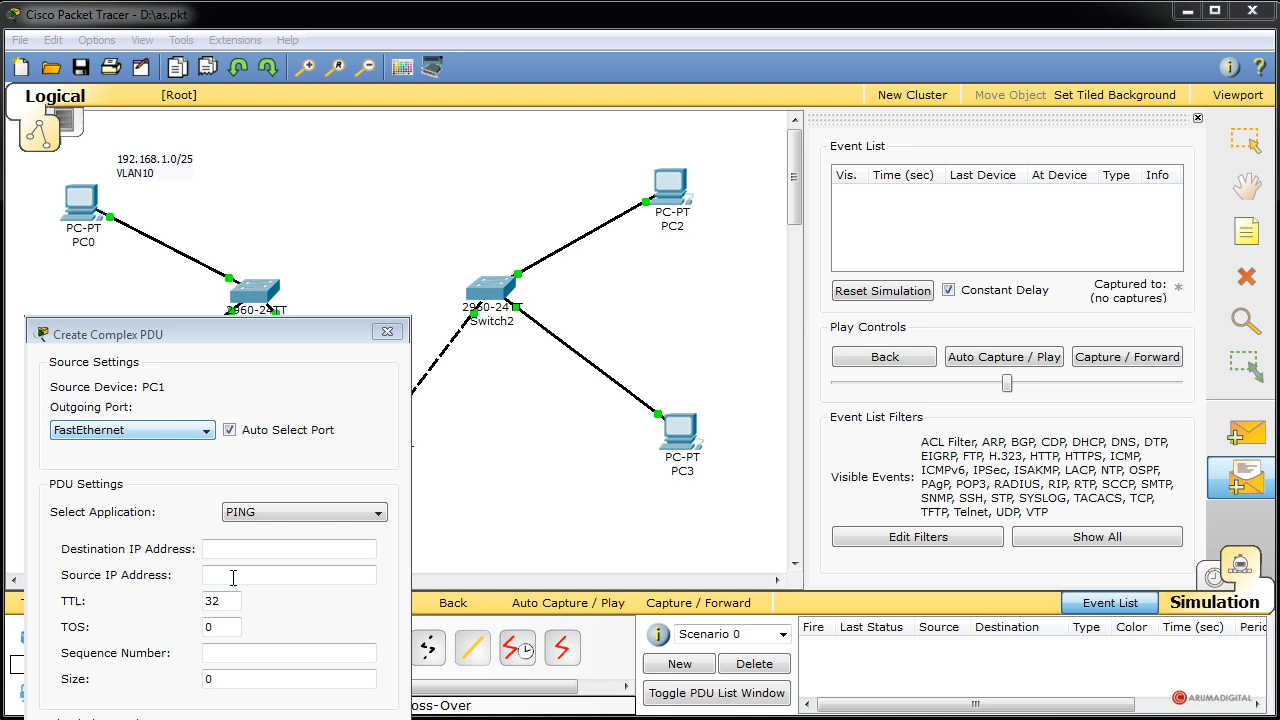 Cisco Packet Tracer - D:\as.pkt
File Edit Options View Tools Extensions Help
Logical [Root] New Cluster Move Object Set Tiled Background Viewport
192.168.1.0/25
VLAN10
PC-PT
PC0
2960-24TT
PC-PT
PC2
2960-24TT
Switch2
PC-PT
PC3
Create Complex PDU
Source Settings
Source Device: PC1
Outgoing Port:
FastEthernet Auto Select Port
PDU Settings
Select Application: PING
Destination IP Address:
Source IP Address:
TTL: 32
TOS: 0
Sequence Number:
Size: 0
Event List
Vis. Time (sec) Last Device At Device Type Info
Reset Simulation Constant Delay Captured to: *
(no captures)
Play Controls
Back Auto Capture / Play Capture / Forward
Event List Filters
Visible Events: ACL Filter, ARP, BGP, CDP, DHCP, DNS, DTP,
EIGRP, FTP, H.323, HTTP, HTTPS, ICMP,
ICMPv6, IPSec, ISAKMP, LACP, NTP, OSPF,
PAgP, POP3, RADIUS, RIP, RTP, SCCP, SMTP,
SNMP, SSH, STP, SYSLOG, TACACS, TCP,
TFTP, Telnet, UDP, VTP
Edit Filters Show All
Back Auto Capture / Play Capture / Forward Event List Simulation
Scenario 0
New Delete
Toggle PDU List Window
Fire Last Status Source Destination Type Color Time (sec) Perio
oss-Over
ARUMADIGITAL